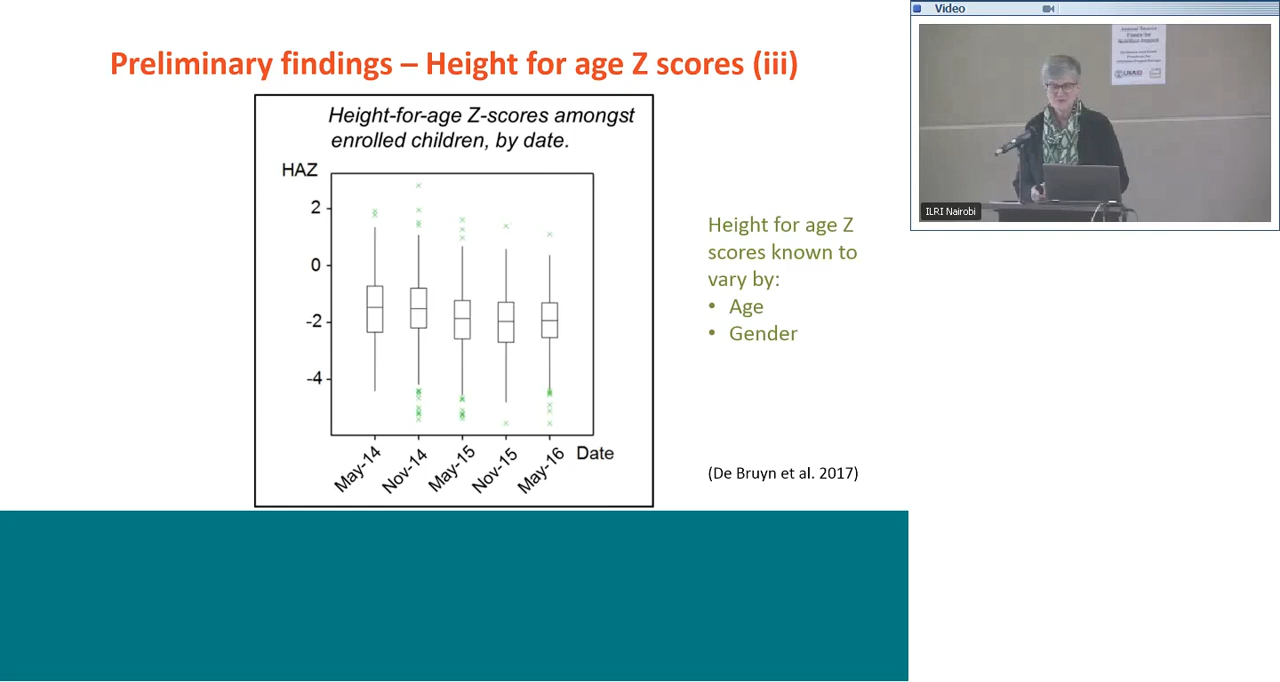 Preliminary findings – Height for age Z scores (iii)
Height-for-age Z-scores amongst
enrolled children, by date.
HAZ
2
0
-2
-4
May-14
Nov-14
May-15
Nov-15
May-16
Date
Height for age Z
scores known to
vary by:
• Age
• Gender
(De Bruyn et al. 2017)
Video
USAID
ILRI Nairobi